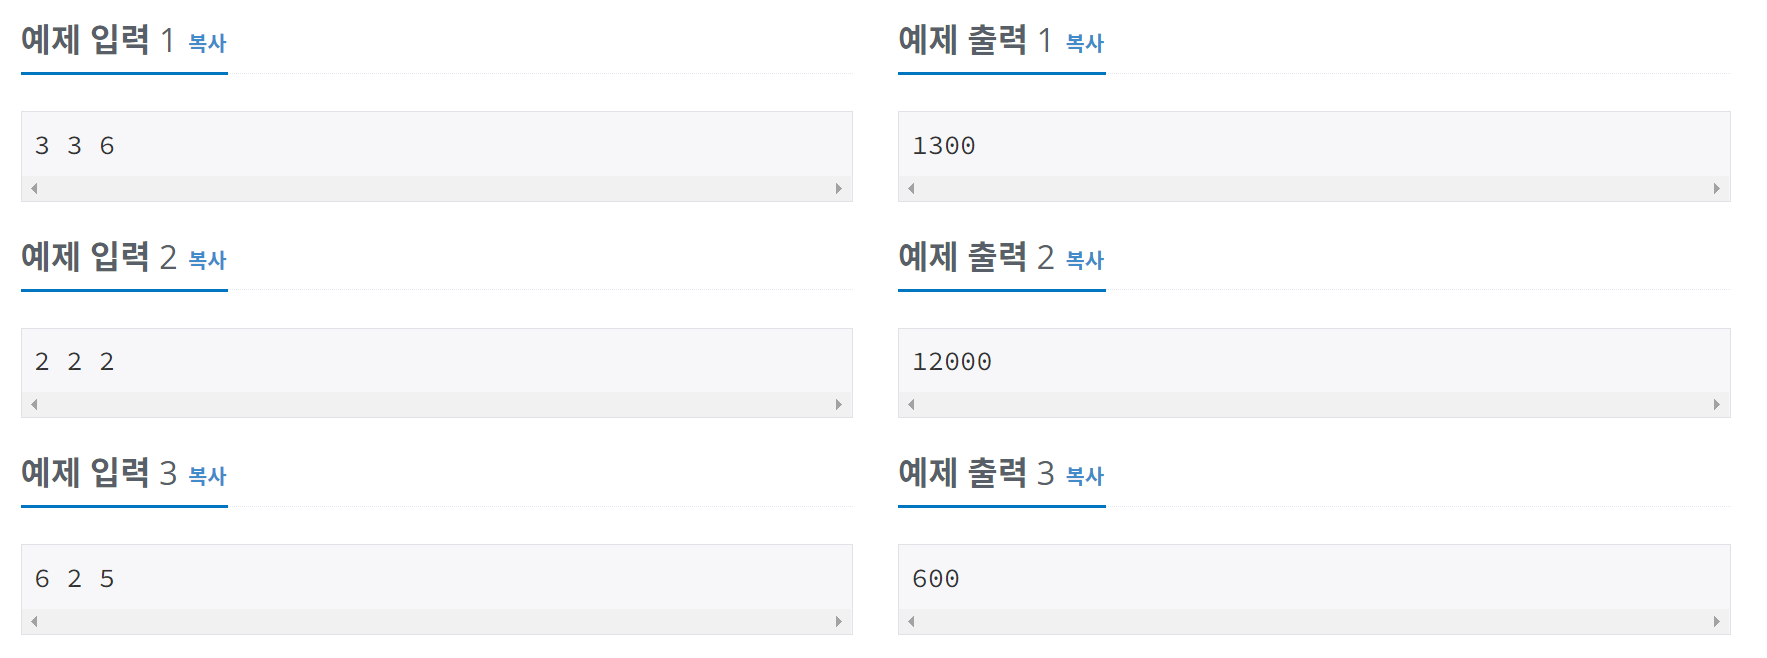 예제 입력 1 복사
예제 출력 1 복사
3 3 6
1300
예제 입력 2 복사
예제 출력 2 복사
2 2 2
12000
예제 입력 3 복사
예제 출력 3 복사
6 2 5
600